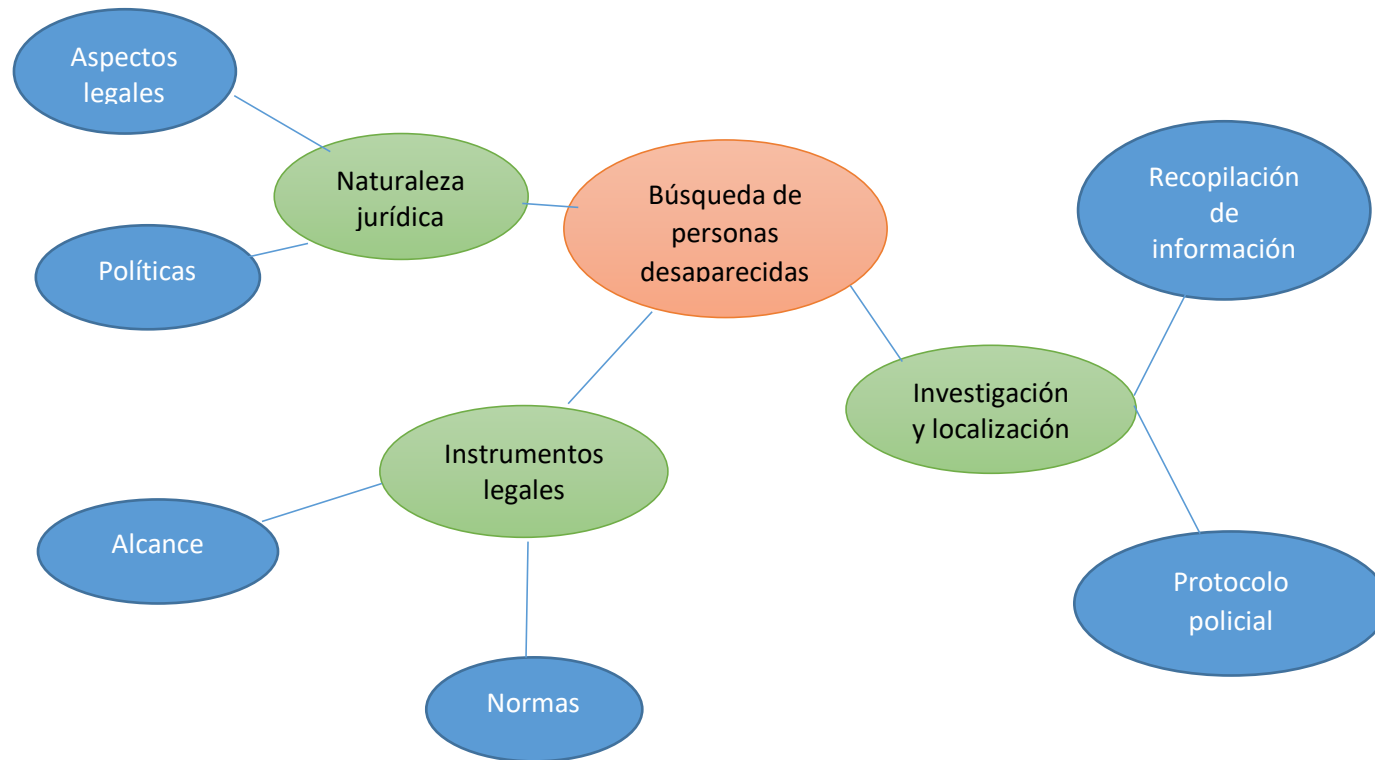 Aspectos
legales
Naturaleza
jurídica
Políticas
Búsqueda de
personas
desaparecidas
Recopilación
de
información
Investigación
y localización
Instrumentos
legales
Alcance
Protocolo
policial
Normas